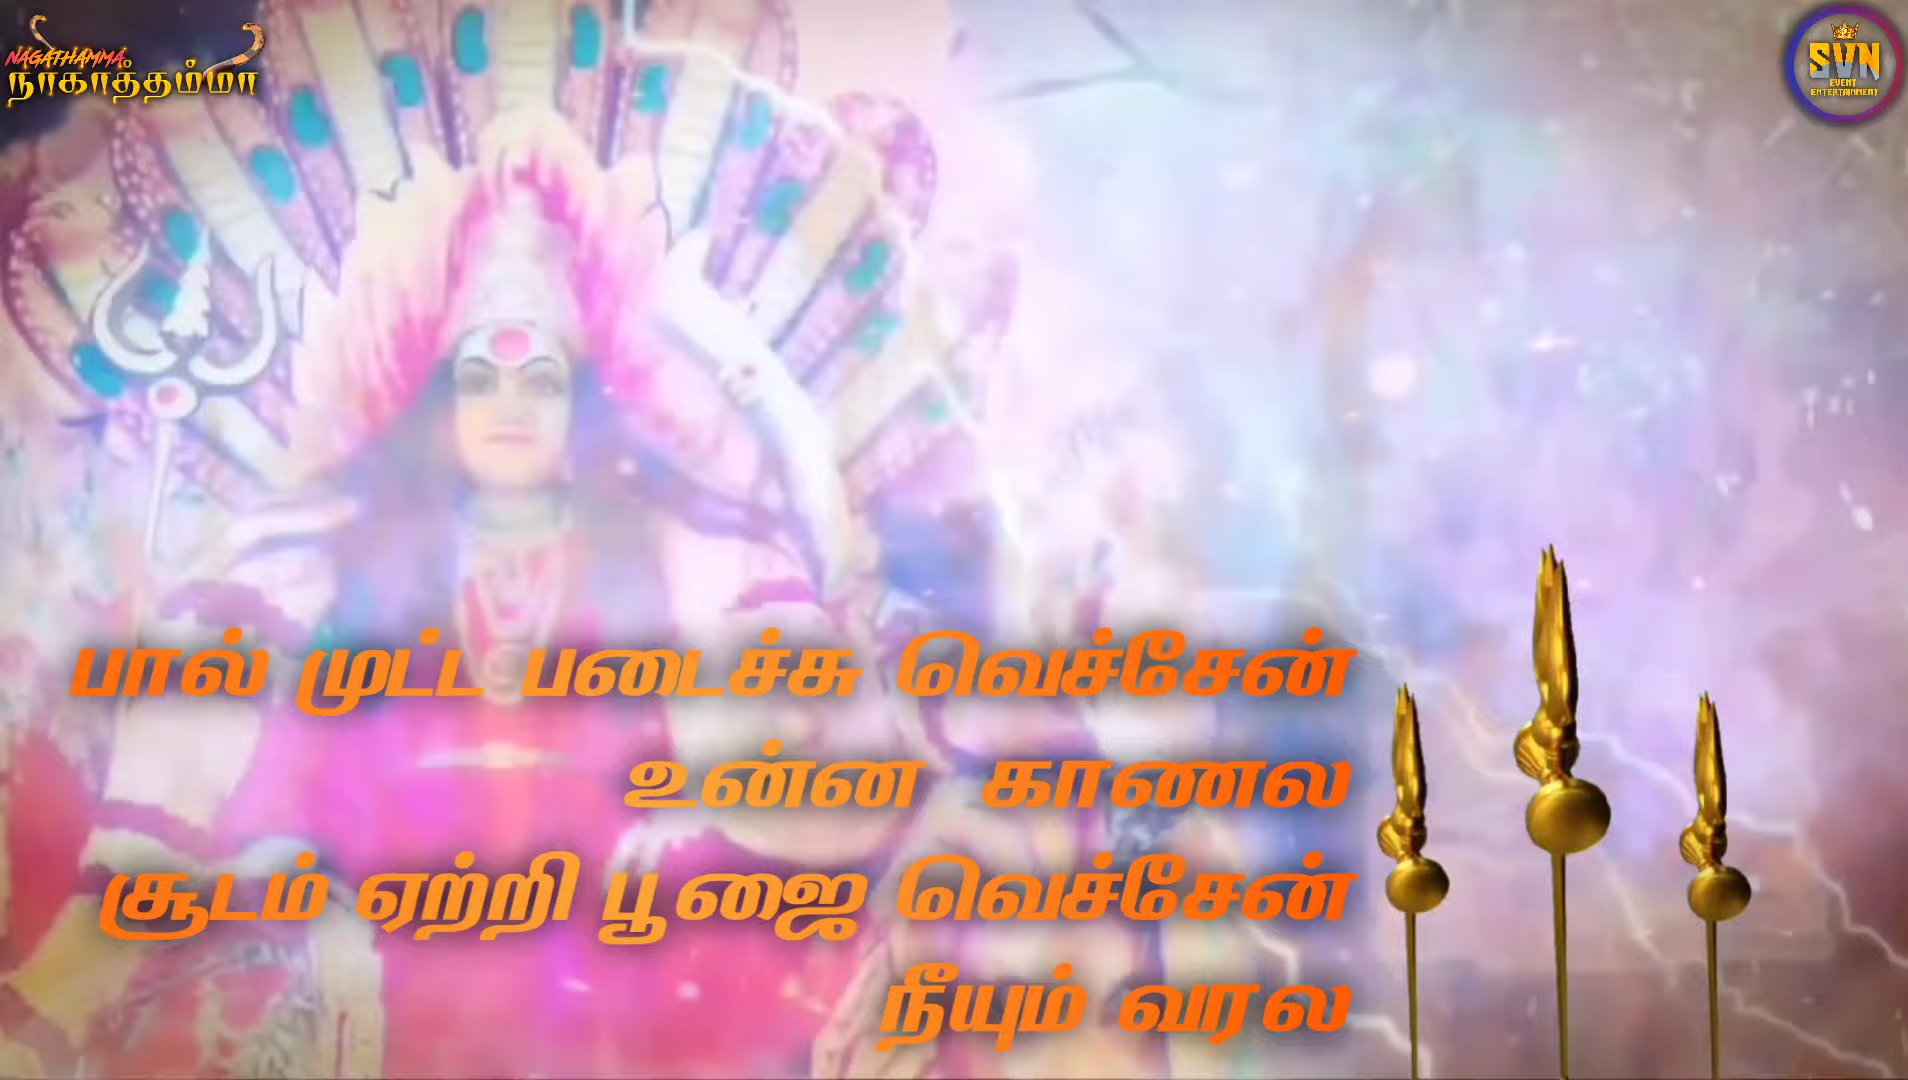 NAGATHAMMA
நாகாத்தம்மா
SVN
EVENT
ENTERTAINMENT
பால் முட்ட படைச்சு வெச்சேன்
உன்ன காணல
சூடம் ஏற்றி பூஜை வெச்சேன்
நீயும் வரல